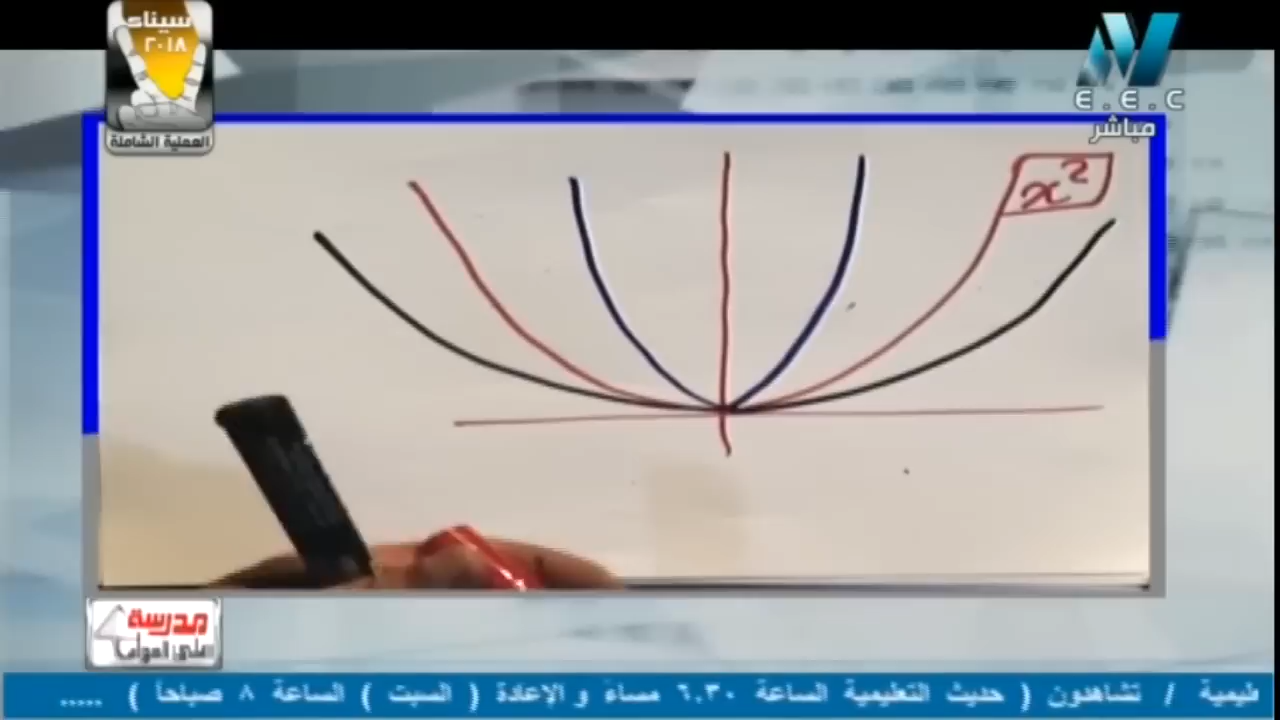 سيناء
٢٠١٨
العملية الشاملة
E.E.C
مباشر
x²
مدرسة
على الهواء
طيمية / تشاهدون ( حديث التعليمية الساعة ٦.٣٠ مساءً و الإعادة ( السبت ) الساعة ٨ صباحاً ) .....